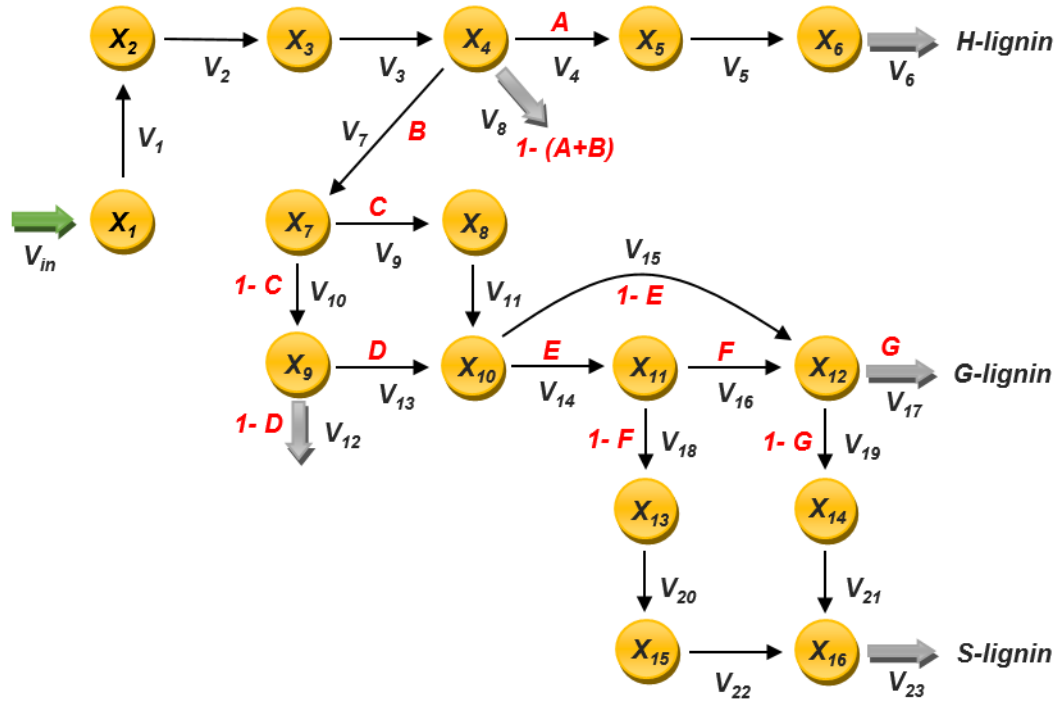 X2 X3 X4 A X5 X6 H-lignin
V2 V3 V4 V5 V6
V1 V7 B V8 1- (A+B)
X1 X7 C X8
Vin V9 V15
1- C V10 V11 1- E
X9 D X10 E X11 F X12 G G-lignin
V13 V14 V16 V17
1- D V12 1- F V18 1- G V19
X13 X14
V20 V21
X15 X16 S-lignin
V22 V23